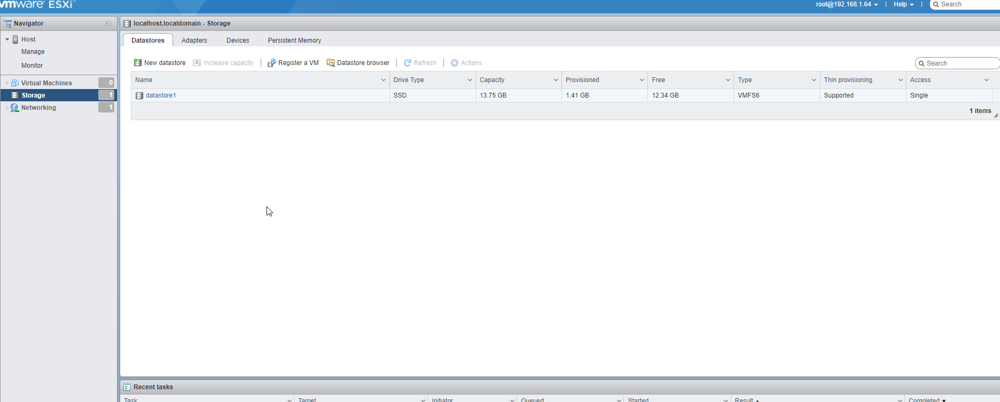 vmware ESXi™
root@192.168.1.64 | Help | Search
Navigator
Host
Manage
Monitor
Virtual Machines 0
Storage 1
Networking 1
localhost.localdomain - Storage
Datastores Adapters Devices Persistent Memory
New datastore Increase capacity | Register a VM Datastore browser | Refresh | Actions
Search
Name Drive Type Capacity Provisioned Free Type Thin provisioning Access
datastore1 SSD 13.75 GB 1.41 GB 12.34 GB VMFS6 Supported Single
1 items
Recent tasks
Task Target Initiator Queued Started Result Completed